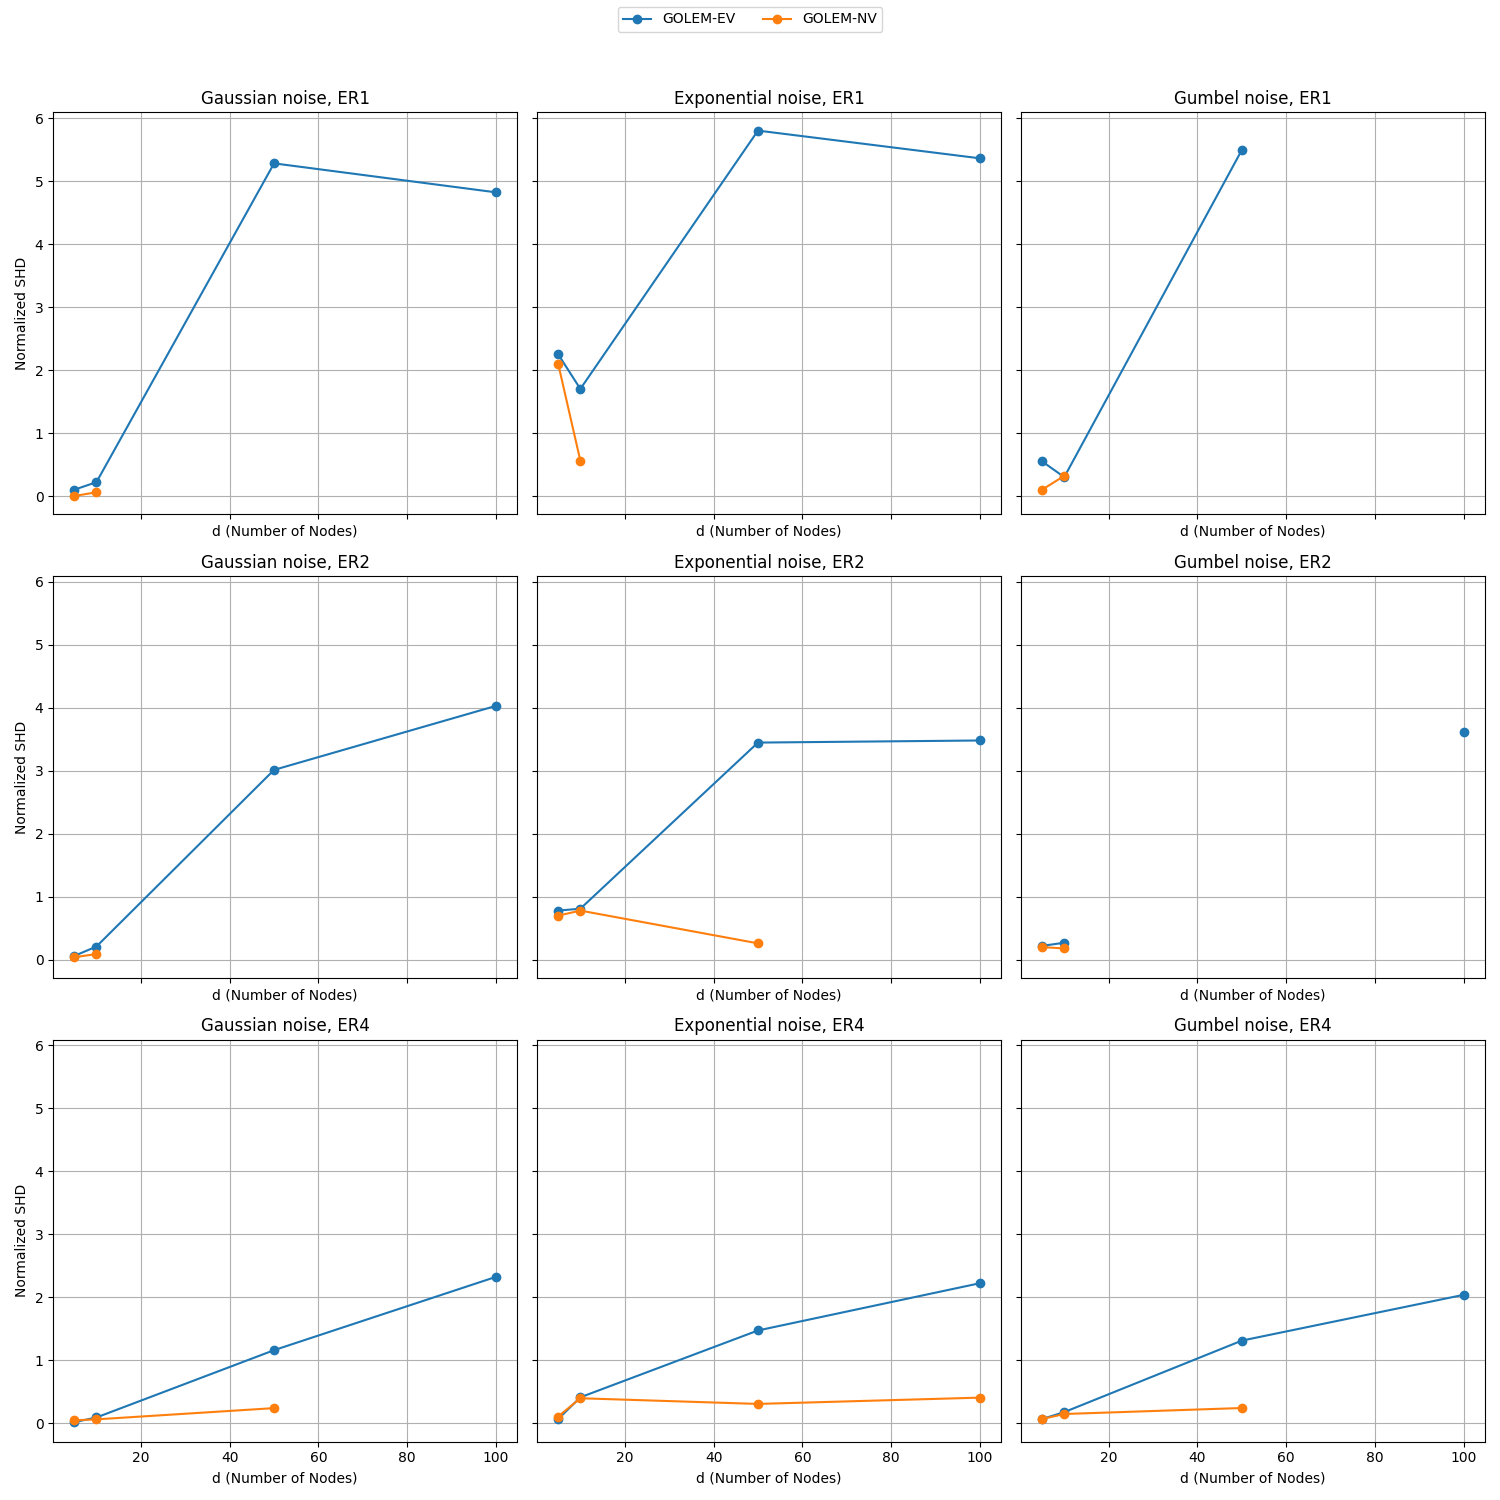 GOLEM-EV GOLEM-NV
Gaussian noise, ER1
Exponential noise, ER1
Gumbel noise, ER1
Normalized SHD
6
5
4
3
2
1
0
d (Number of Nodes)
d (Number of Nodes)
d (Number of Nodes)
Gaussian noise, ER2
Exponential noise, ER2
Gumbel noise, ER2
Normalized SHD
6
5
4
3
2
1
0
d (Number of Nodes)
d (Number of Nodes)
d (Number of Nodes)
Gaussian noise, ER4
Exponential noise, ER4
Gumbel noise, ER4
Normalized SHD
6
5
4
3
2
1
0
20 40 60 80 100
20 40 60 80 100
20 40 60 80 100
d (Number of Nodes)
d (Number of Nodes)
d (Number of Nodes)